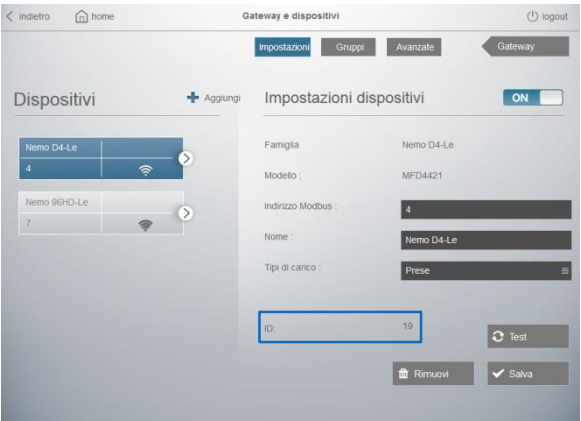 indietro home Gateway e dispositivi logout
Impostazioni Gruppi Avanzate Gateway
Dispositivi Aggiungi
Nemo D4-Le
4
Nemo 96HD-Le
7
Impostazioni dispositivi ON
Famiglia Nemo D4-Le
Modello : MFD4421
Indirizzo Modbus : 4
Nome : Nemo D4-Le
Tipi di carico : Prese
ID: 19
Test
Rimuovi Salva